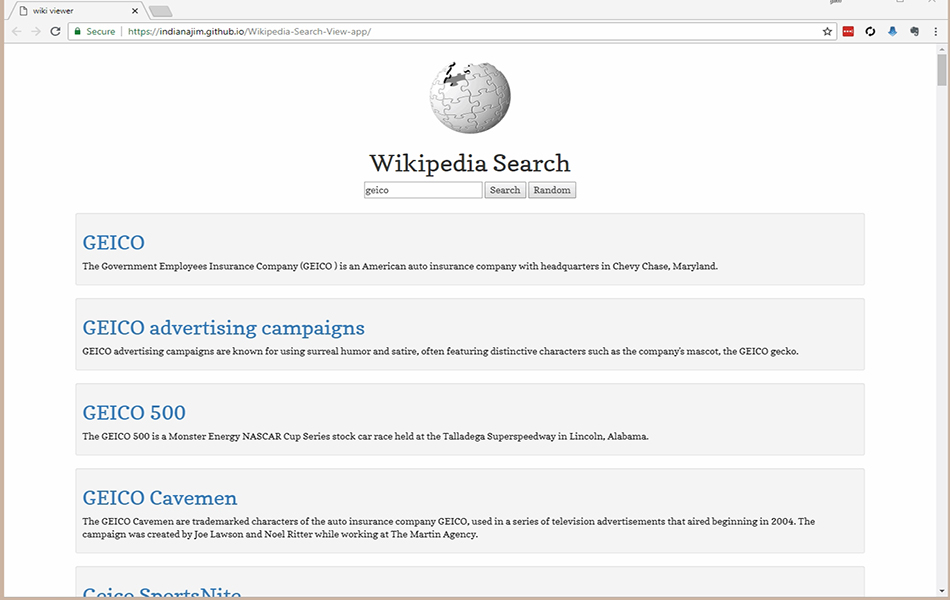 wiki viewer
Secure | https://indianajim.github.io/Wikipedia-Search-View-app/
Wikipedia Search
geico Search Random
GEICO
The Government Employees Insurance Company (GEICO ) is an American auto insurance company with headquarters in Chevy Chase, Maryland.
GEICO advertising campaigns
GEICO advertising campaigns are known for using surreal humor and satire, often featuring distinctive characters such as the company's mascot, the GEICO gecko.
GEICO 500
The GEICO 500 is a Monster Energy NASCAR Cup Series stock car race held at the Talladega Superspeedway in Lincoln, Alabama.
GEICO Cavemen
The GEICO Cavemen are trademarked characters of the auto insurance company GEICO, used in a series of television advertisements that aired beginning in 2004. The
campaign was created by Joe Lawson and Noel Ritter while working at The Martin Agency.
Geico SportsNite